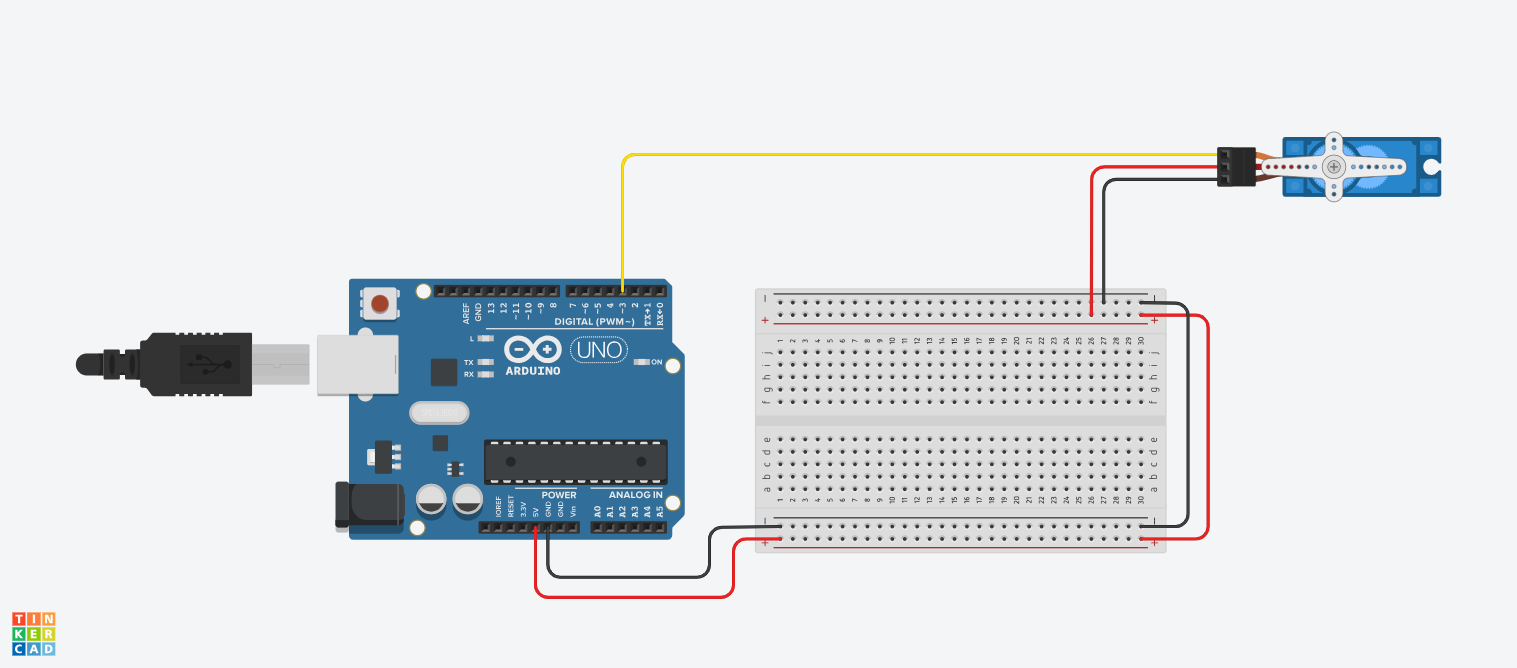 AREF
GND
13
12
~11
~10
~9
8
7
~6
~5
4
~3
2
TX→1
RX←0
DIGITAL (PWM~)
L
TX
RX
UNO
ON
ARDUINO
POWER
ANALOG IN
IOREF
RESET
3.3V
5V
GND
GND
Vin
A0
A1
A2
A3
A4
A5
− −
+ +
1 2 3 4 5 6 7 8 9 10 11 12 13 14 15 16 17 18 19 20 21 22 23 24 25 26 27 28 29 30
j j
i i
h h
g g
f f
e e
d d
c c
b b
a a
1 2 3 4 5 6 7 8 9 10 11 12 13 14 15 16 17 18 19 20 21 22 23 24 25 26 27 28 29 30
− −
+ +
TIN
KER
CAD